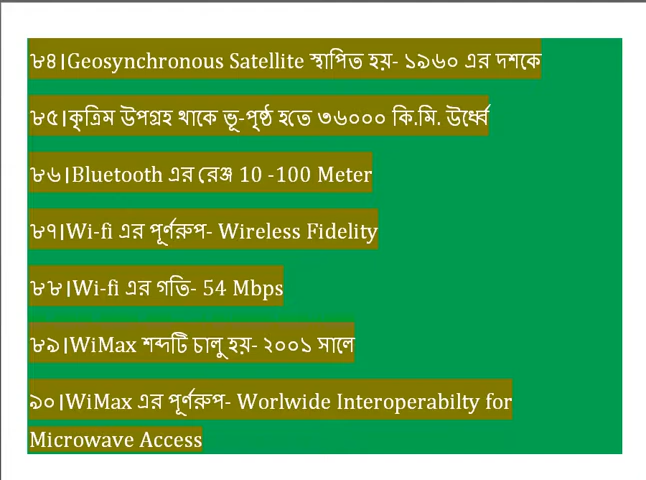 ৮৪।Geosynchronous Satellite স্থাপিত হয়- ১৯৬০ এর দশকে
৮৫।কৃত্রিম উপগ্রহ থাকে ভূ-পৃষ্ঠ হতে ৩৬০০০ কি.মি. উর্ধ্বে
৮৬।Bluetooth এর রেঞ্জ 10 -100 Meter
৮৭।Wi-fi এর পূর্ণরুপ- Wireless Fidelity
৮৮।Wi-fi এর গতি- 54 Mbps
৮৯।WiMax শব্দটি চালু হয়- ২০০১ সালে
৯০।WiMax এর পূর্ণরুপ- Worlwide Interoperabilty for
Microwave Access